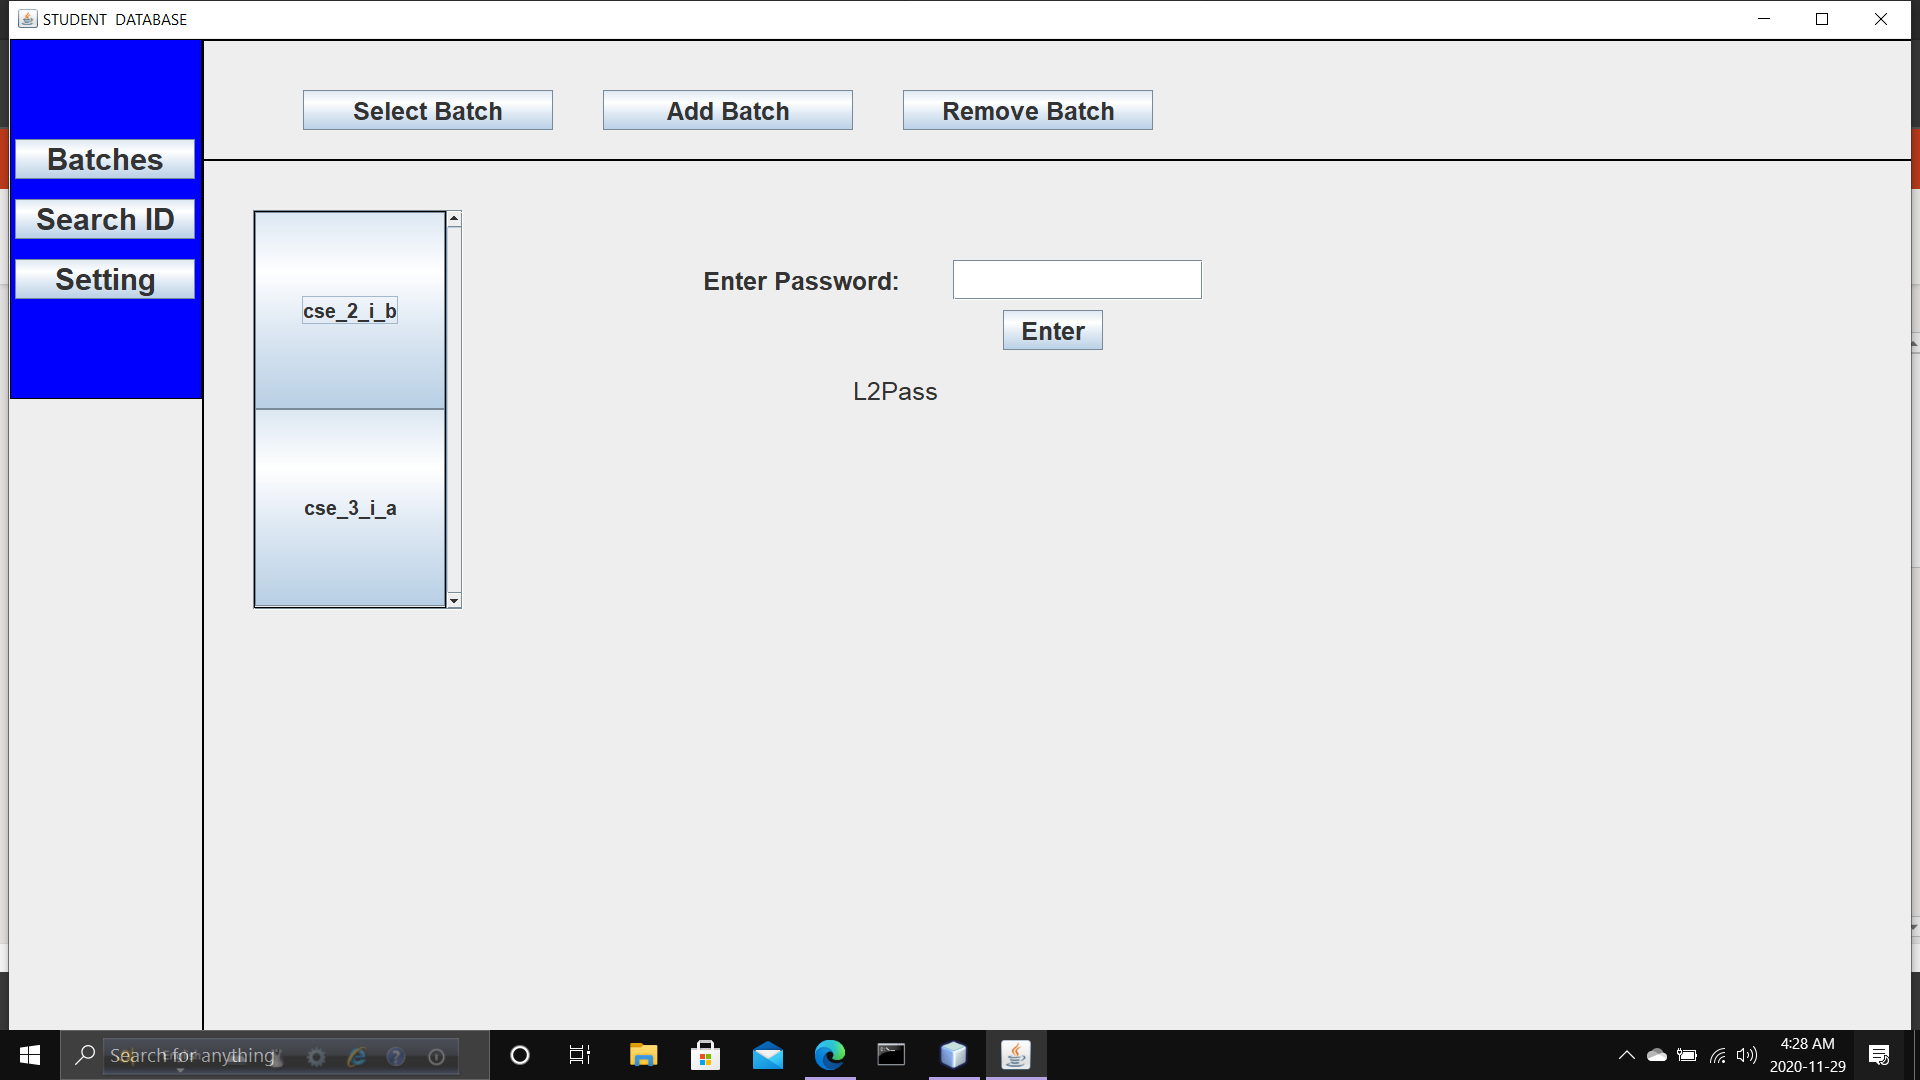 STUDENT  DATABASE
Select Batch
Add Batch
Remove Batch
Batches
Search ID
Setting
cse_2_i_b
cse_3_i_a
Enter Password:
Enter
L2Pass
Search for anything
4:28 AM
2020-11-29